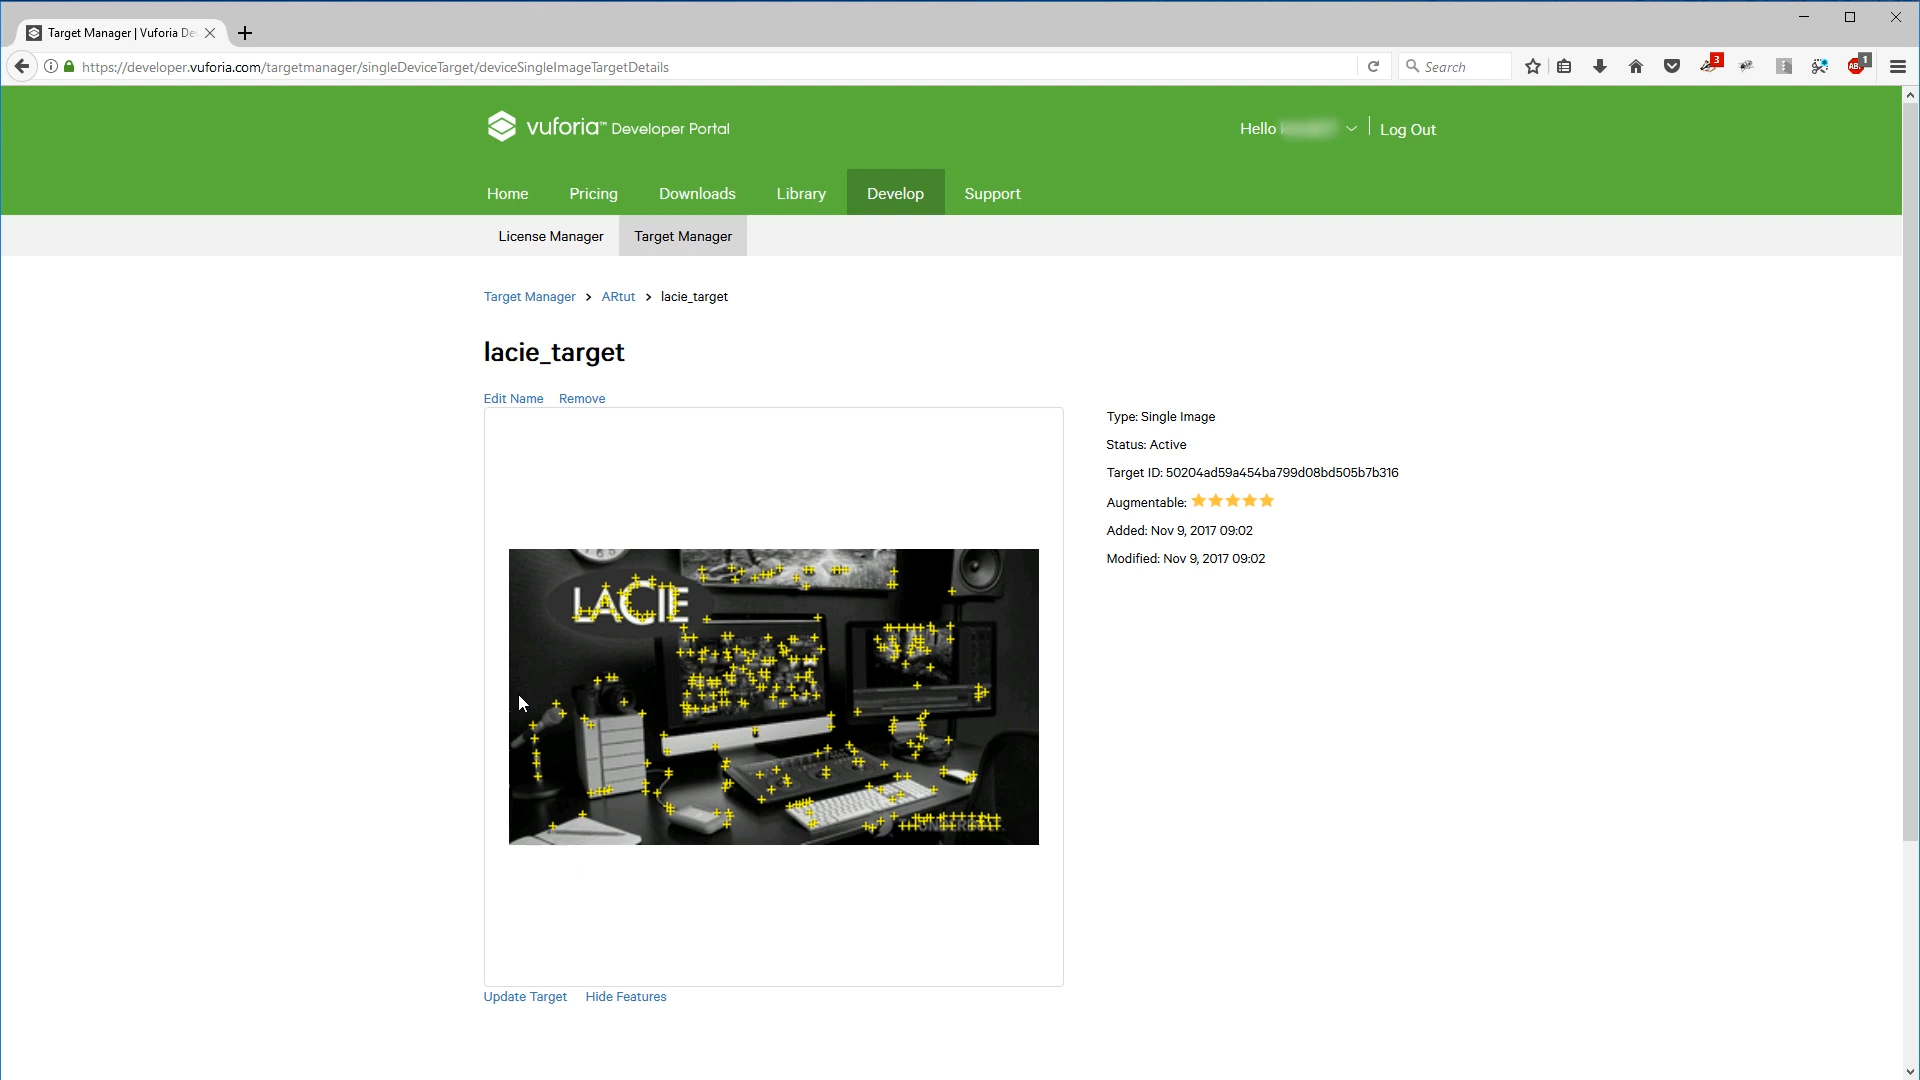 Target Manager | Vuforia De
https://developer.vuforia.com/targetmanager/singleDeviceTarget/deviceSingleImageTargetDetails
Search
3
ABP
1
vuforia™ Developer Portal
Hello
Log Out
Home Pricing Downloads Library Develop Support
License Manager Target Manager
Target Manager > ARtut > lacie_target
lacie_target
Edit Name Remove
Type: Single Image
Status: Active
Target ID: 50204ad59a454ba799d08bd505b7b316
Augmentable:
Added: Nov 9, 2017 09:02
Modified: Nov 9, 2017 09:02
LACIE
Update Target Hide Features